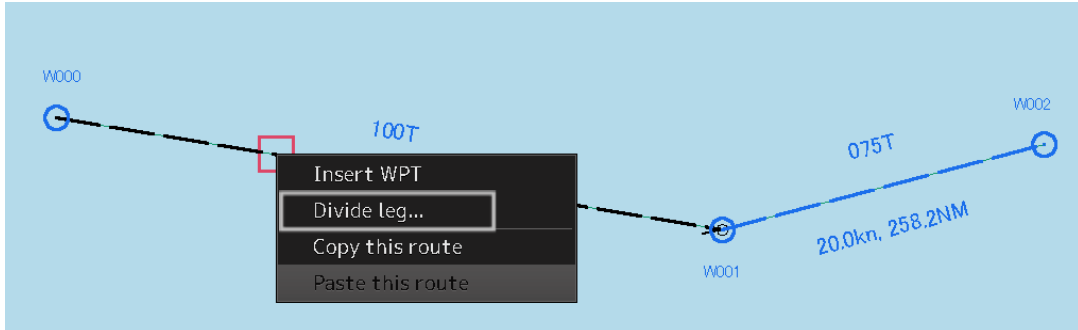 W000
100T
W002
075T
Insert WPT
Divide leg...
Copy this route
Paste this route
20.0kn, 258.2NM
W001